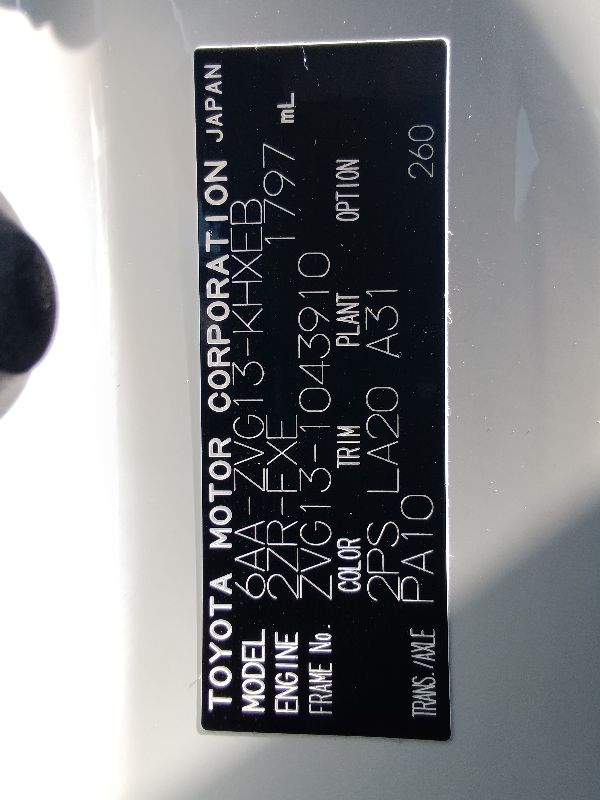 TOYOTA MOTOR CORPORATION JAPAN
MODEL 6AA-ZVG13-KHXEB
ENGINE 2ZR-FXE 1797 mL
FRAME No. ZVG13-1043910
COLOR TRIM PLANT OPTION
2PS LA20 A31
TRANS./AXLE PA10 260